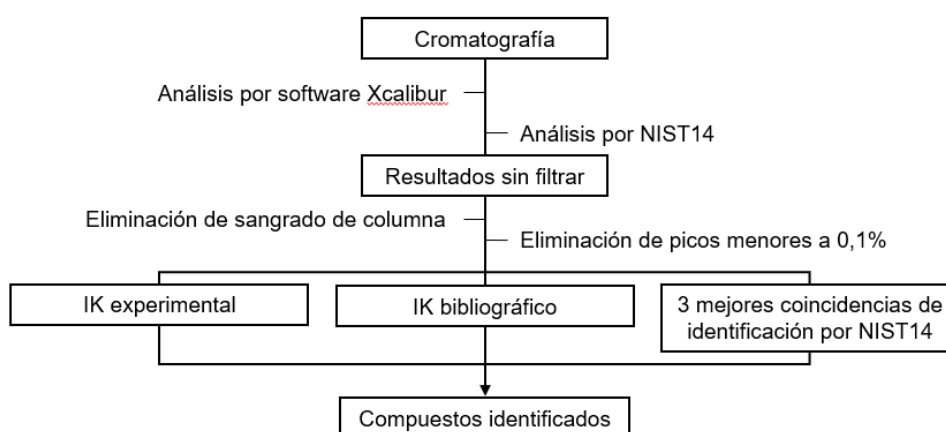 Cromatografía
Análisis por software Xcalibur
Análisis por NIST14
Resultados sin filtrar
Eliminación de sangrado de columna
Eliminación de picos menores a 0,1%
IK experimental
IK bibliográfico
3 mejores coincidencias de
identificación por NIST14
Compuestos identificados